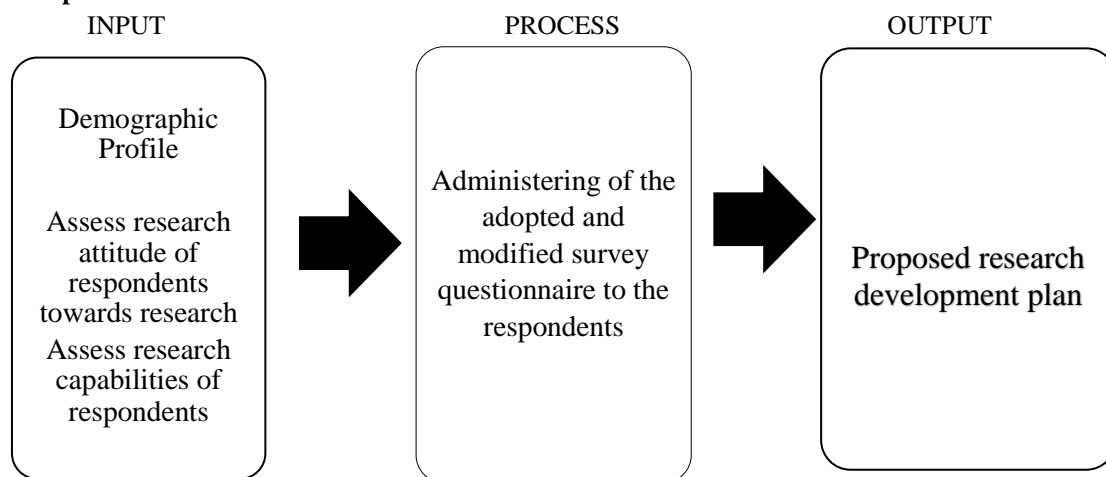 INPUT
PROCESS
OUTPUT
Demographic
Profile
Assess research
attitude of
respondents
towards research
Assess research
capabilities of
respondents
Administering of the
adopted and
modified survey
questionnaire to the
respondents
Proposed research
development plan